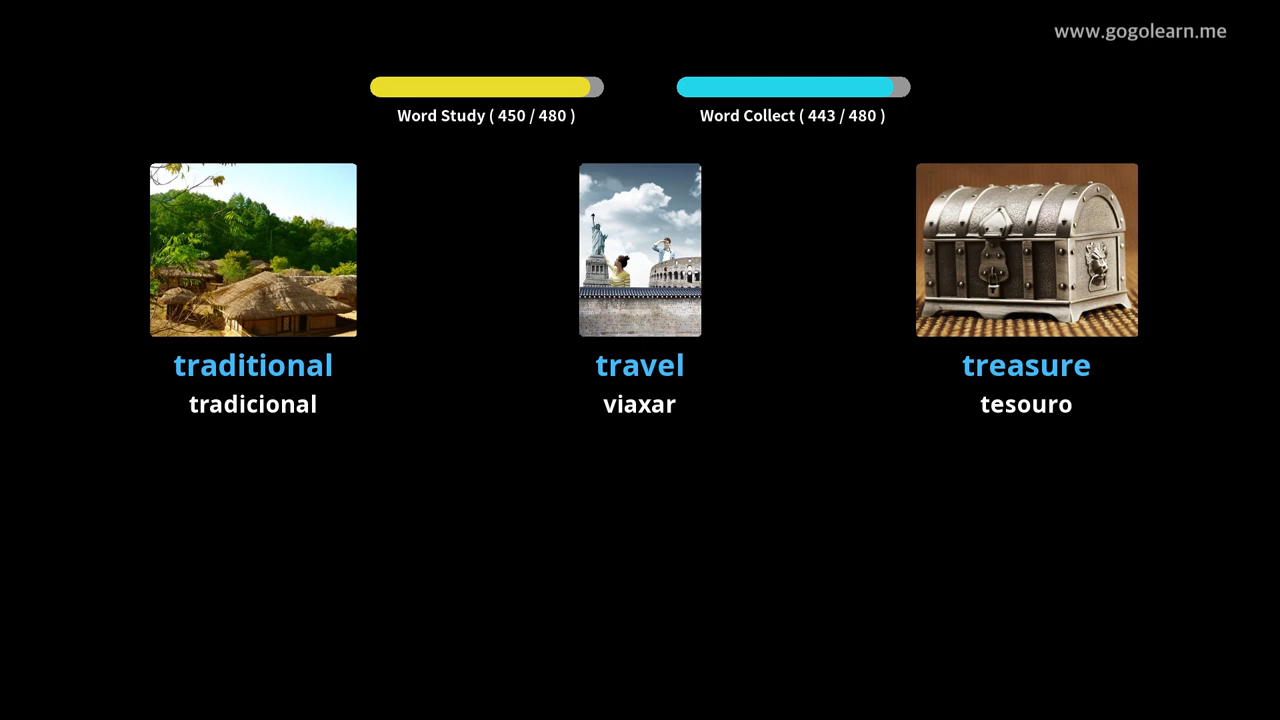 www.gogolearn.me
Word Study ( 450 / 480 )
Word Collect ( 443 / 480 )
traditional
tradicional
travel
viaxar
treasure
tesouro